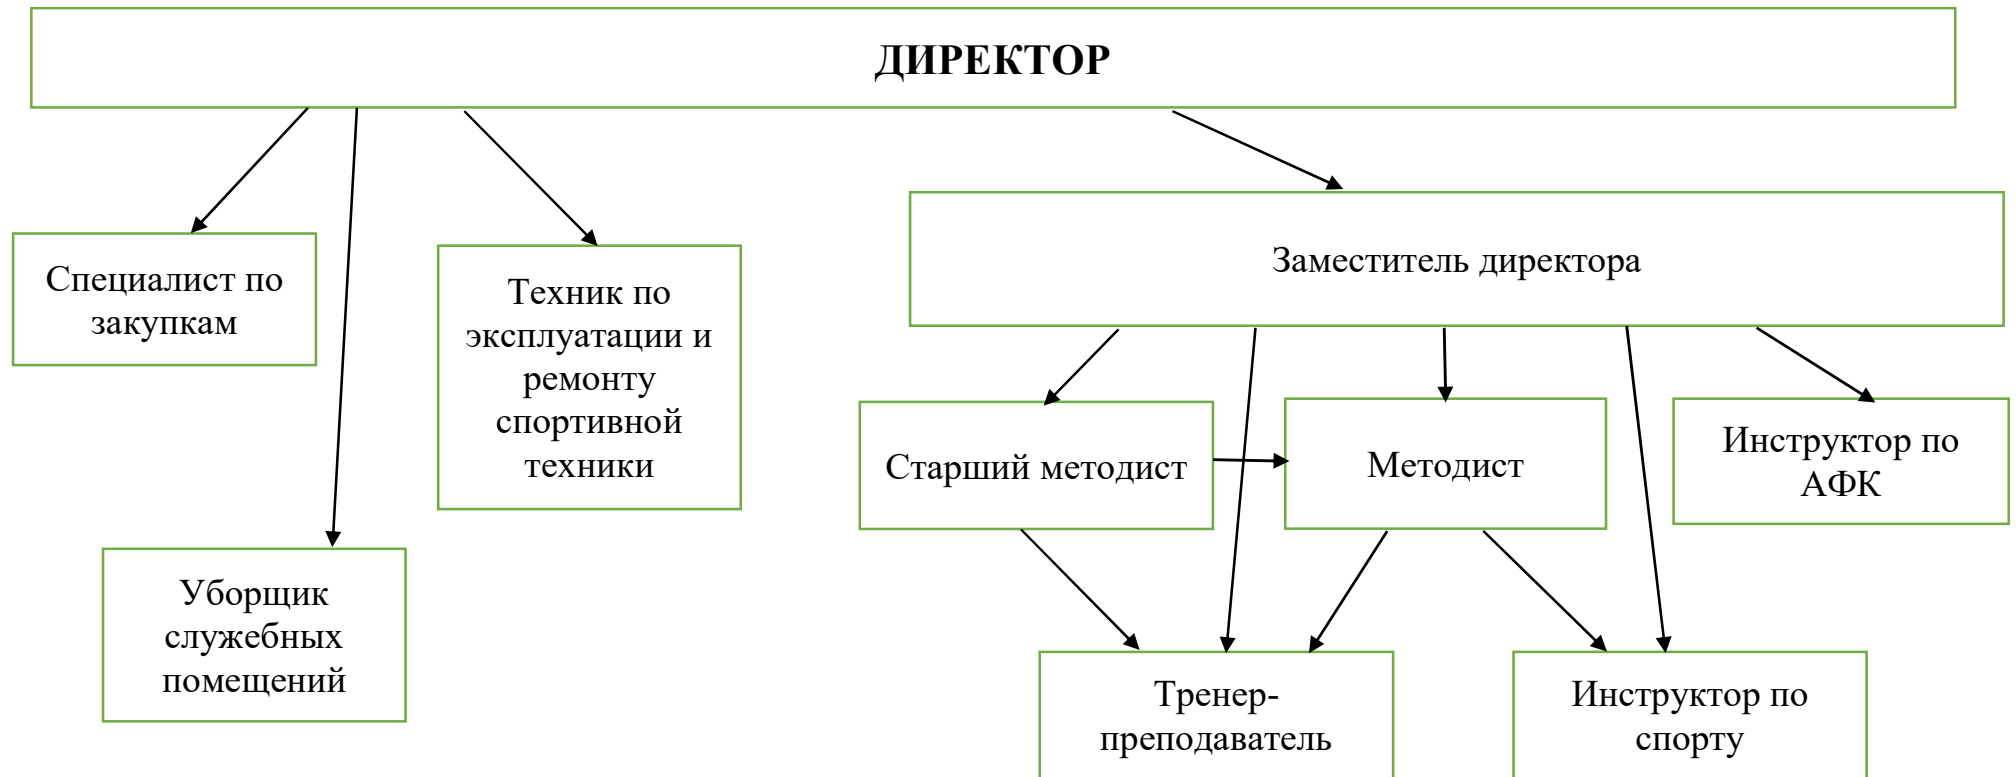 ДИРЕКТОР
Заместитель директора
Специалист по
закупкам
Техник по
эксплуатации и
ремонту
спортивной
техники
Старший методист
Методист
Инструктор по
АФК
Уборщик
служебных
помещений
Тренер-
преподаватель
Инструктор по
спорту